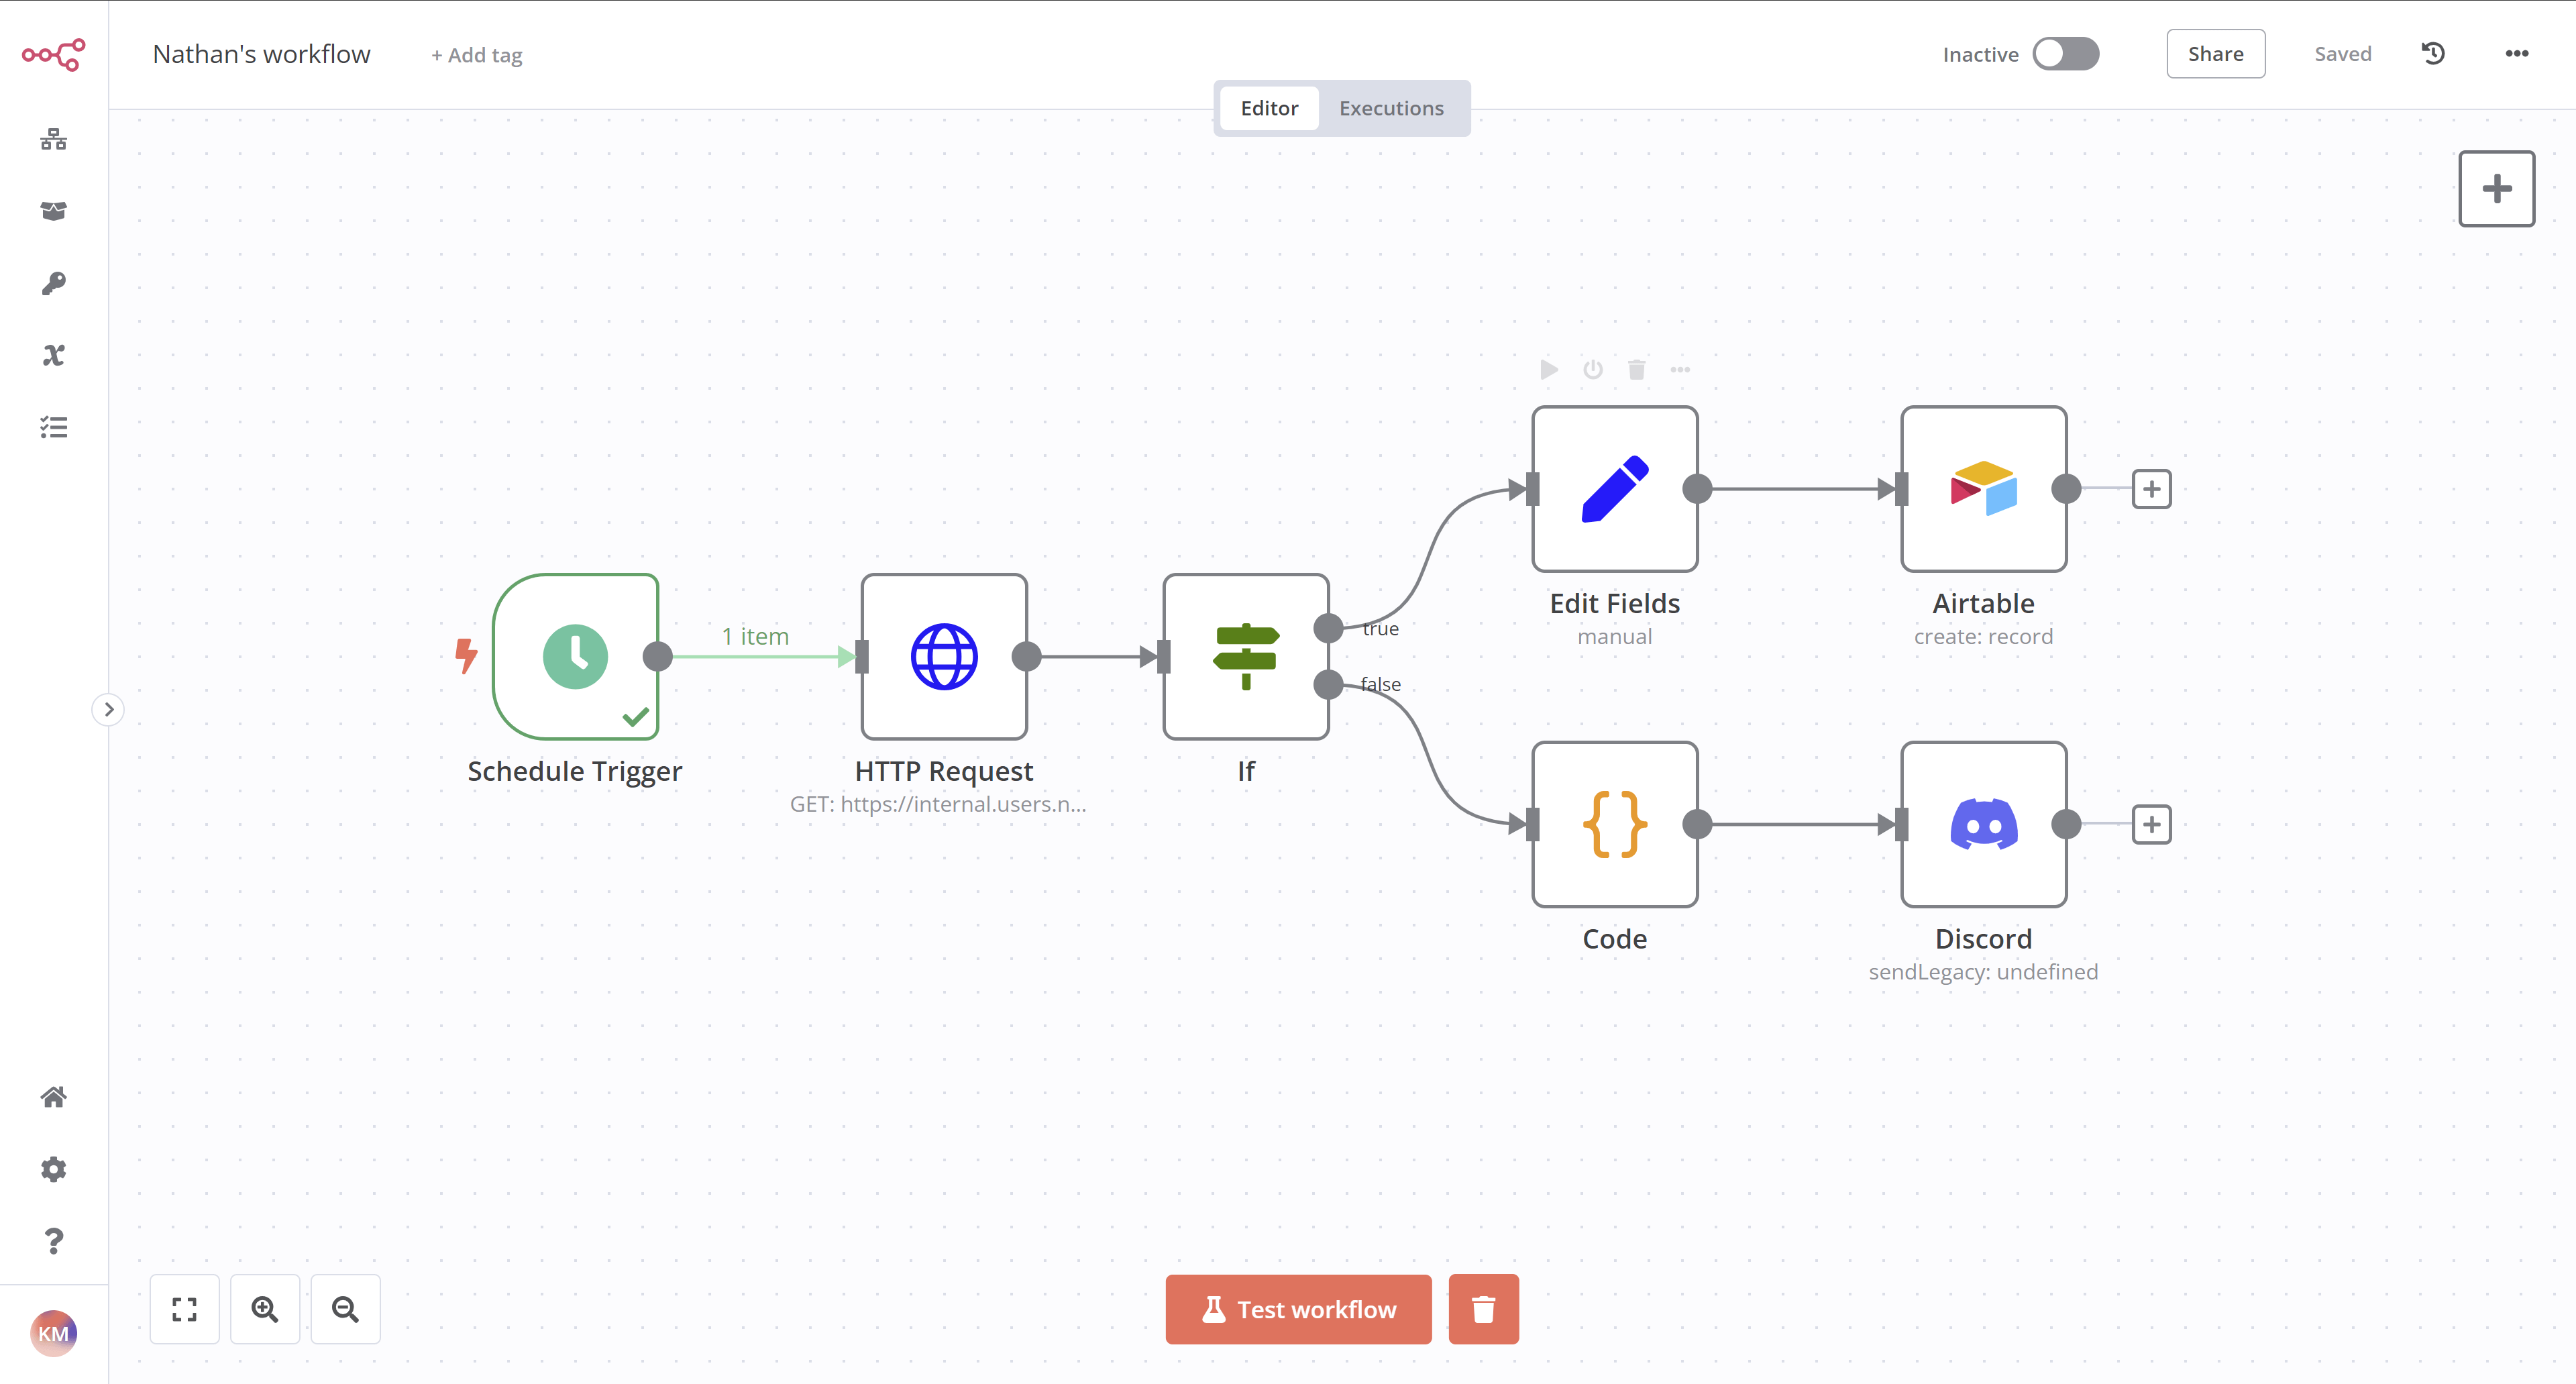 Nathan's workflow
+ Add tag
Inactive
Share
Saved
Editor
Executions
1 item
true
false
Edit Fields
manual
Airtable
create: record
Schedule Trigger
HTTP Request
GET: https://internal.users.n...
If
Code
Discord
sendLegacy: undefined
Test workflow
KM